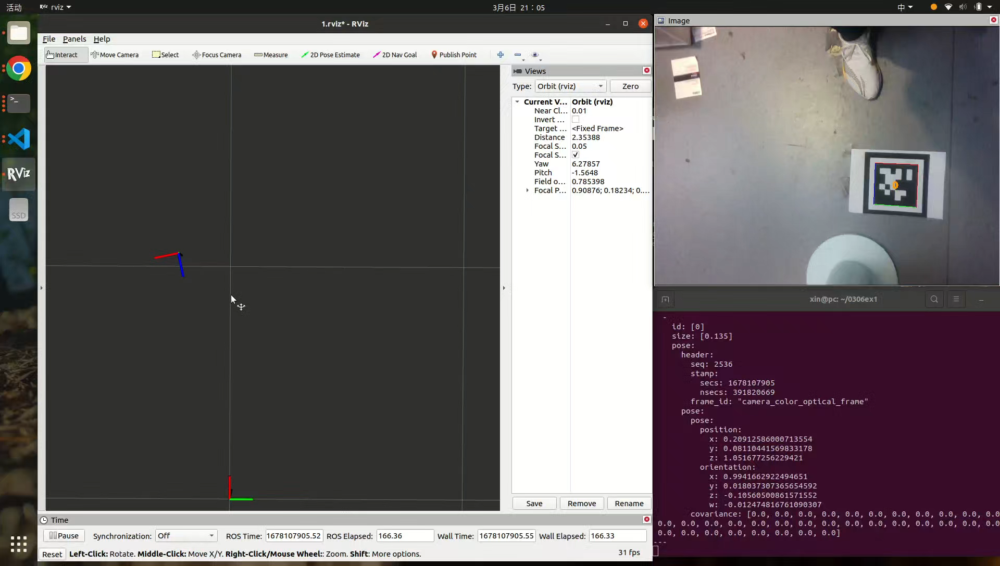 活动
rviz
3月6日 21：05
中
1.rviz* - RViz
File Panels Help
Interact Move Camera Select Focus Camera Measure 2D Pose Estimate 2D Nav Goal Publish Point
Views
Type: Orbit (rviz) Zero
Current V... Orbit (rviz)
Near Cl... 0.01
Invert ...
Target ... <Fixed Frame>
Distance 2.35388
Focal S... 0.05
Focal S...
Yaw 6.27857
Pitch -1.5648
Field o... 0.785398
Focal P... 0.90876; 0.18234; 0....
Save Remove Rename
RViz
SSD
Time
Pause Synchronization: Off ROS Time: 1678107905.52 ROS Elapsed: 166.36 Wall Time: 1678107905.55 Wall Elapsed: 166.33
Reset Left-Click: Rotate. Middle-Click: Move X/Y. Right-Click/Mouse Wheel:: Zoom. Shift: More options. 31 fps
Image
xin@pc: ~/0306ex1
-
id: [0]
size: [0.135]
pose:
header:
seq: 2536
stamp:
secs: 1678107905
nsecs: 391820669
frame_id: "camera_color_optical_frame"
pose:
pose:
position:
x: 0.20912586000713554
y: 0.08110441569833178
z: 1.051677256229421
orientation:
x: 0.9941662922494651
y: 0.018037307365654592
z: -0.10560500861571552
w: -0.012474816761090307
covariance: [0.0, 0.0, 0.0, 0.0, 0.0, 0.0, 0.0, 0.0, 0.0, 0.0, 0.0
0.0, 0.0, 0.0, 0.0, 0.0, 0.0, 0.0, 0.0, 0.0, 0.0, 0.0, 0.0, 0.0, 0.0, 0.0
0.0, 0.0, 0.0, 0.0, 0.0, 0.0, 0.0, 0.0]
---